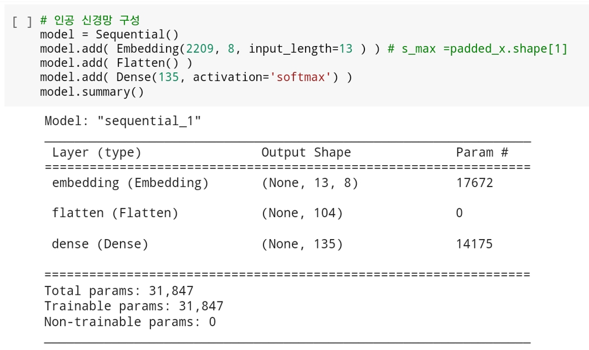 [ ] # 인공 신경망 구성
model = Sequential()
model.add( Embedding(2209, 8, input_length=13 ) ) # s_max =padded_x.shape[1]
model.add( Flatten() )
model.add( Dense(135, activation='softmax') )
model.summary()
Model: "sequential_1"
Layer (type) Output Shape Param #
=================================================================
embedding (Embedding) (None, 13, 8) 17672
flatten (Flatten) (None, 104) 0
dense (Dense) (None, 135) 14175
=================================================================
Total params: 31,847
Trainable params: 31,847
Non-trainable params: 0